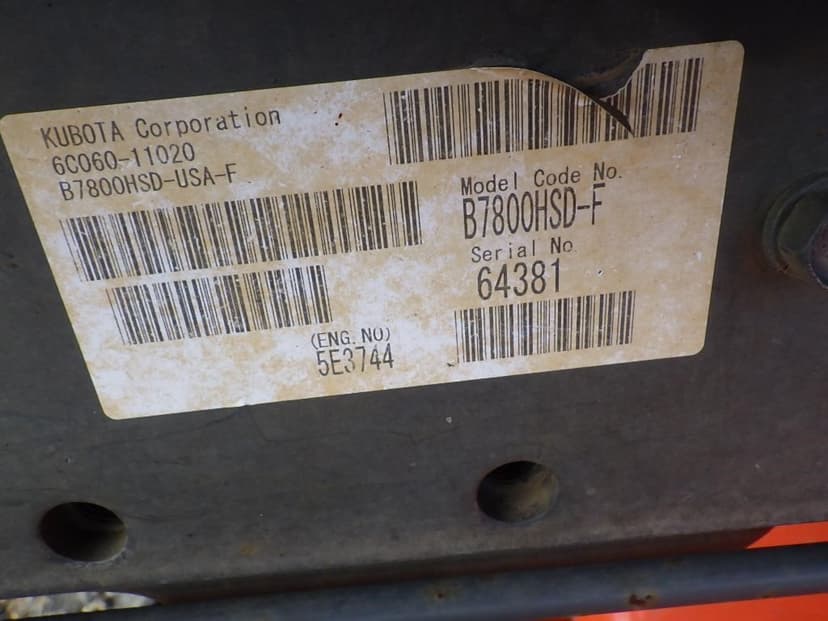 KUBOTA Corporation
6C060-11020
B7800HSD-USA-F
Model Code No.
B7800HSD-F
Serial No.
64381
(ENG. NO)
5E3744